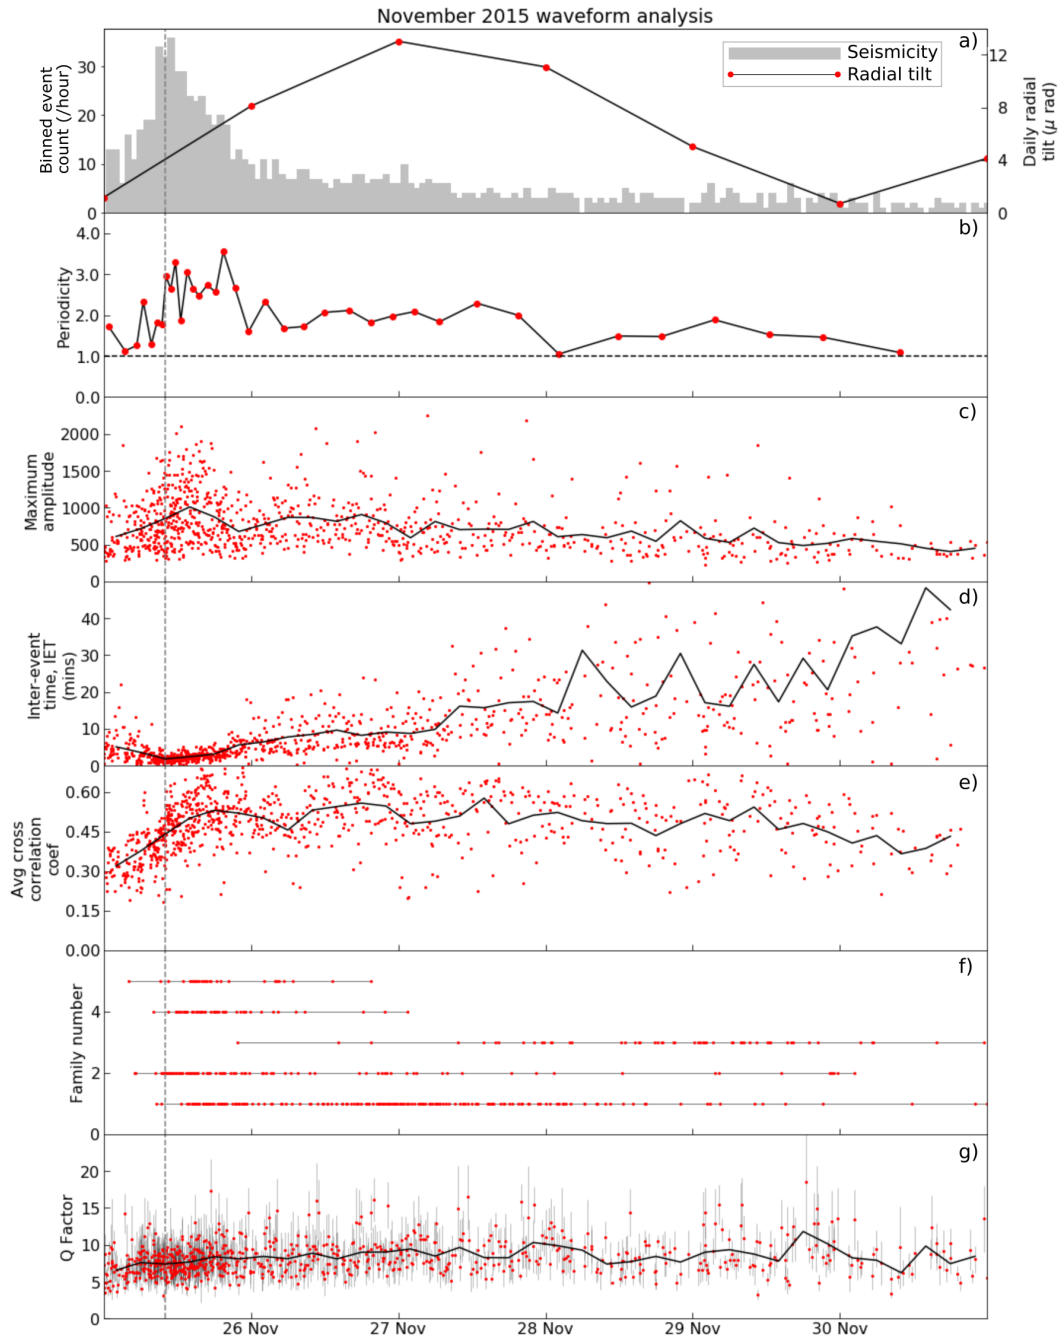 November 2015 waveform analysis
a)
Seismicity
Radial tilt
Binned event
count (/hour)
30
20
10
0
12
8
4
0
Daily radial
tilt (μ rad)
b)
Periodicity
4.0
3.0
2.0
1.0
0.0
c)
Maximum
amplitude
2000
1500
1000
500
0
d)
Inter-event
time, IET
(mins)
40
30
20
10
0
e)
Avg cross
correlation
coef
0.60
0.45
0.30
0.15
0.00
f)
Family number
4
2
0
g)
Q Factor
20
15
10
5
0
26 Nov
27 Nov
28 Nov
29 Nov
30 Nov